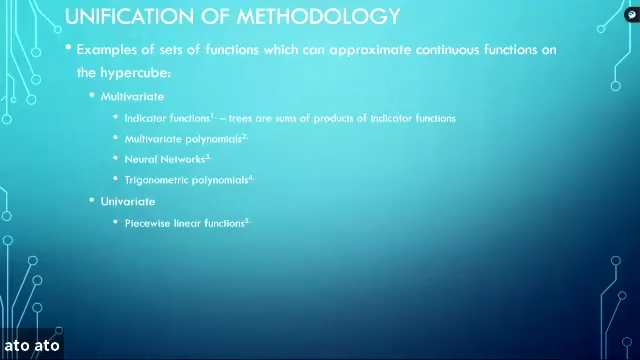 UNIFICATION OF METHODOLOGY
• Examples of sets of functions which can approximate continuous functions on
the hypercube:
• Multivariate
• Indicator functions1. – trees are sums of products of indicator functions
• Multivariate polynomials2.
• Neural Networks3.
• Trigonometric polynomials4.
• Univariate
• Piecewise linear functions5.
ato ato